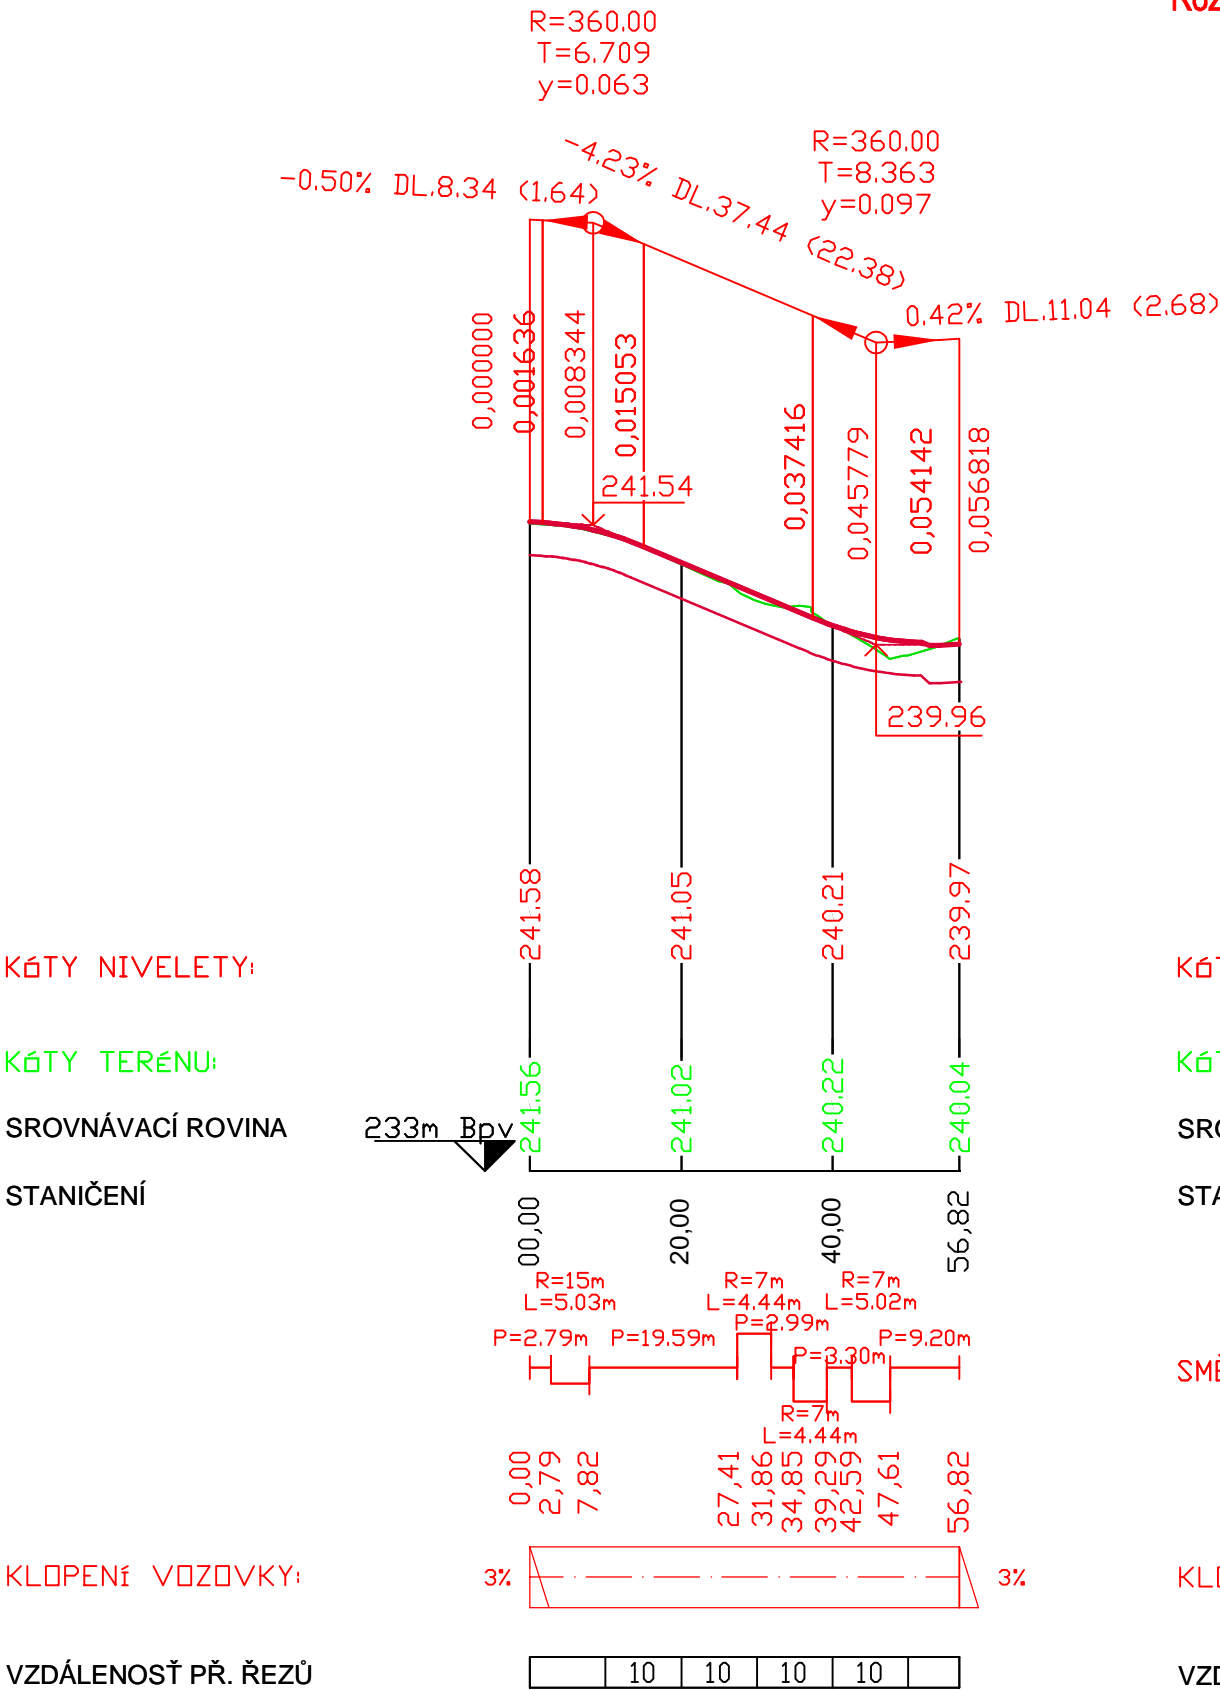 R=360.00
T=6.709
y=0.063
R=360.00
T=8.363
y=0.097
-0.50% DL.8.34 (1.64)
-4.23% DL.37.44 (22.38)
0.42% DL.11.04 (2.68)
0,000000
0,001636
0,008344
0,015053
0,037416
0,045779
0,054142
0,056818
241.54
239.96
KóTY NIVELETY:
241.58
241.05
240.21
239.97
Kó
KóTY TERéNU:
241.56
241.02
240.22
240.04
Kó
SROVNÁVACÍ ROVINA
233m Bpv
STANIČENÍ
00,00
20,00
40,00
56,82
R=15m
L=5.03m
R=7m
L=4.44m
R=7m
L=5.02m
P=2.79m
P=19.59m
P=2.99m
P=3.30m
P=9.20m
R=7m
L=4.44m
0,00
2,79
7,82
27,41
31,86
34,85
39,29
42,59
47,61
56,82
KLOPENí VOZOVKY:
3%
3%
VZDÁLENOSŤ PŘ. ŘEZŮ
10
10
10
10